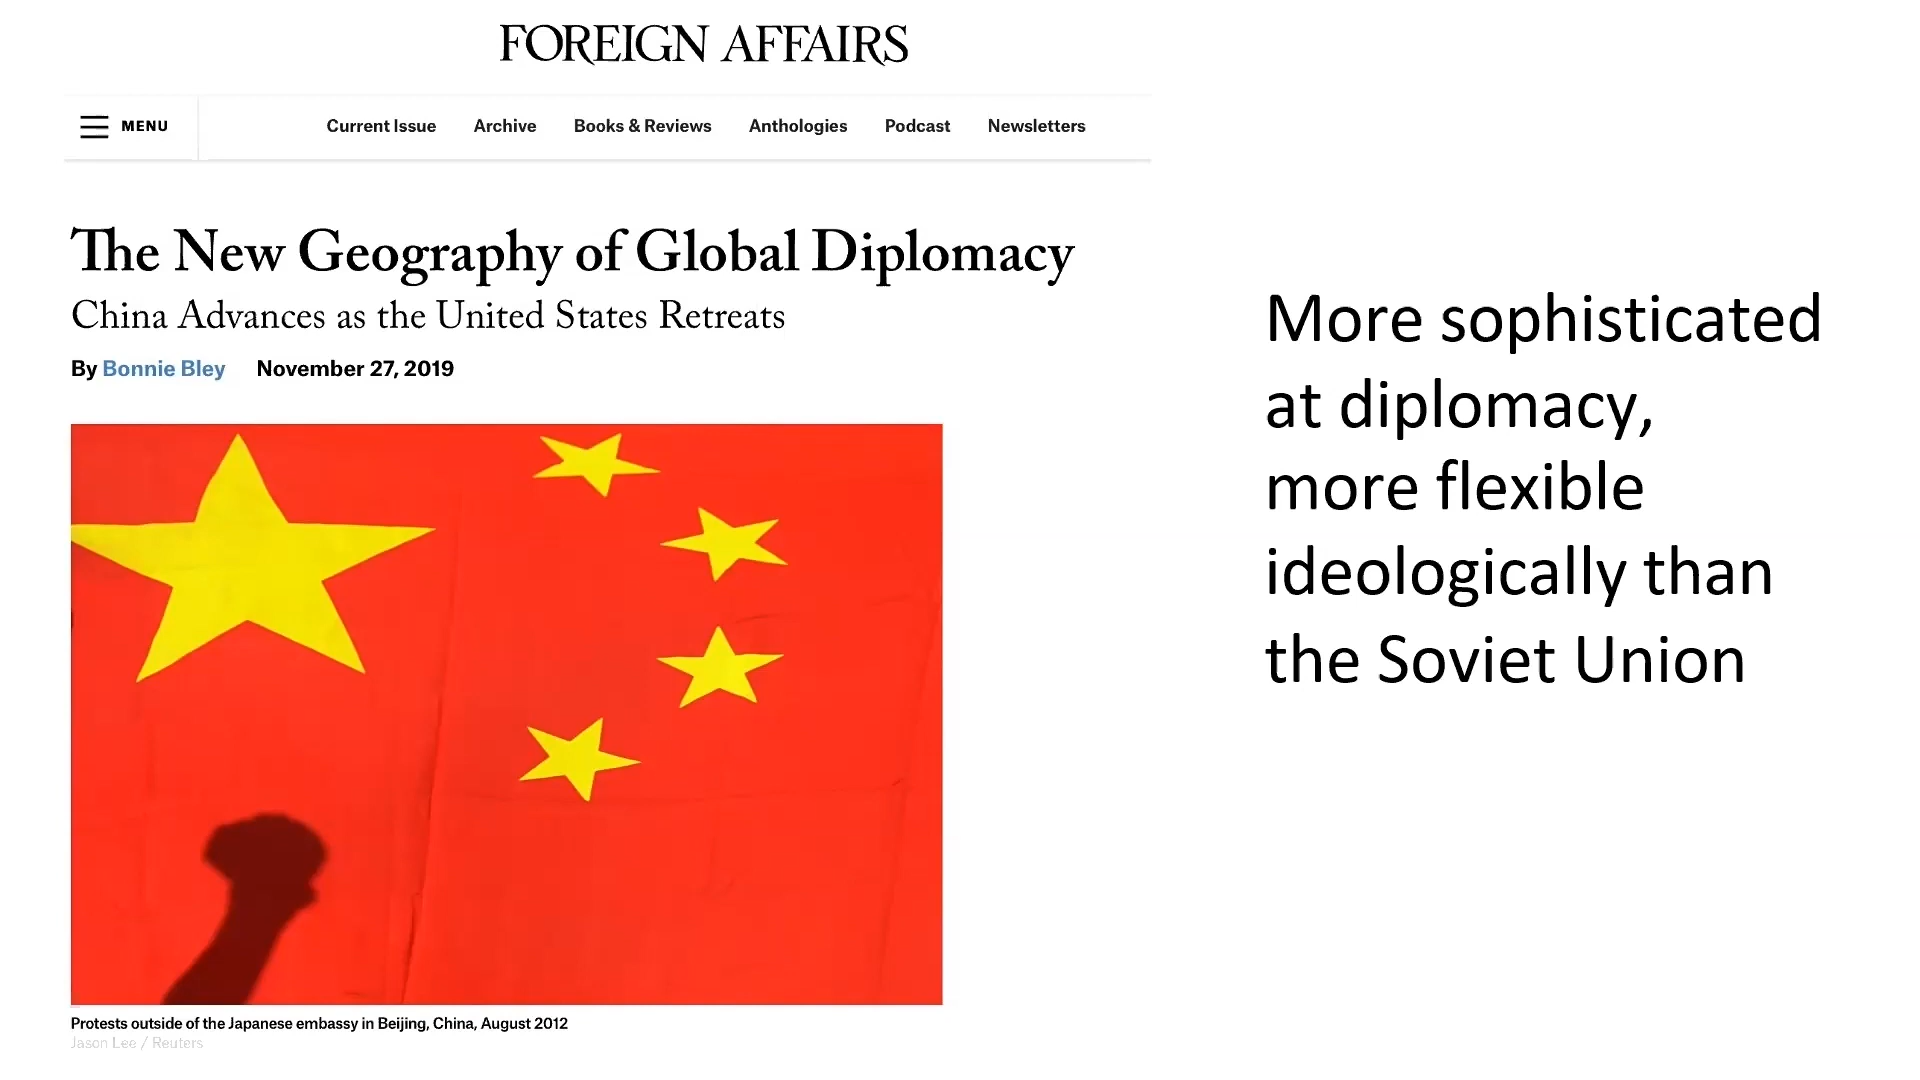 FOREIGN AFFAIRS
MENU
Current Issue Archive Books & Reviews Anthologies Podcast Newsletters
The New Geography of Global Diplomacy
China Advances as the United States Retreats
By Bonnie Bley November 27, 2019
Protests outside of the Japanese embassy in Beijing, China, August 2012
Jason Lee / Reuters
More sophisticated
at diplomacy,
more flexible
ideologically than
the Soviet Union